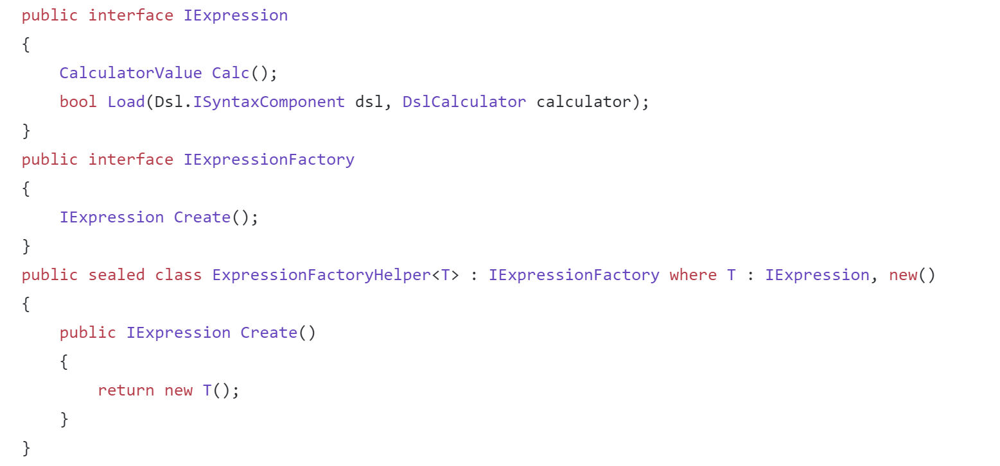 public interface IExpression
{
    CalculatorValue Calc();
    bool Load(Dsl.ISyntaxComponent dsl, DslCalculator calculator);
}
public interface IExpressionFactory
{
    IExpression Create();
}
public sealed class ExpressionFactoryHelper<T> : IExpressionFactory where T : IExpression, new()
{
    public IExpression Create()
    {
        return new T();
    }
}